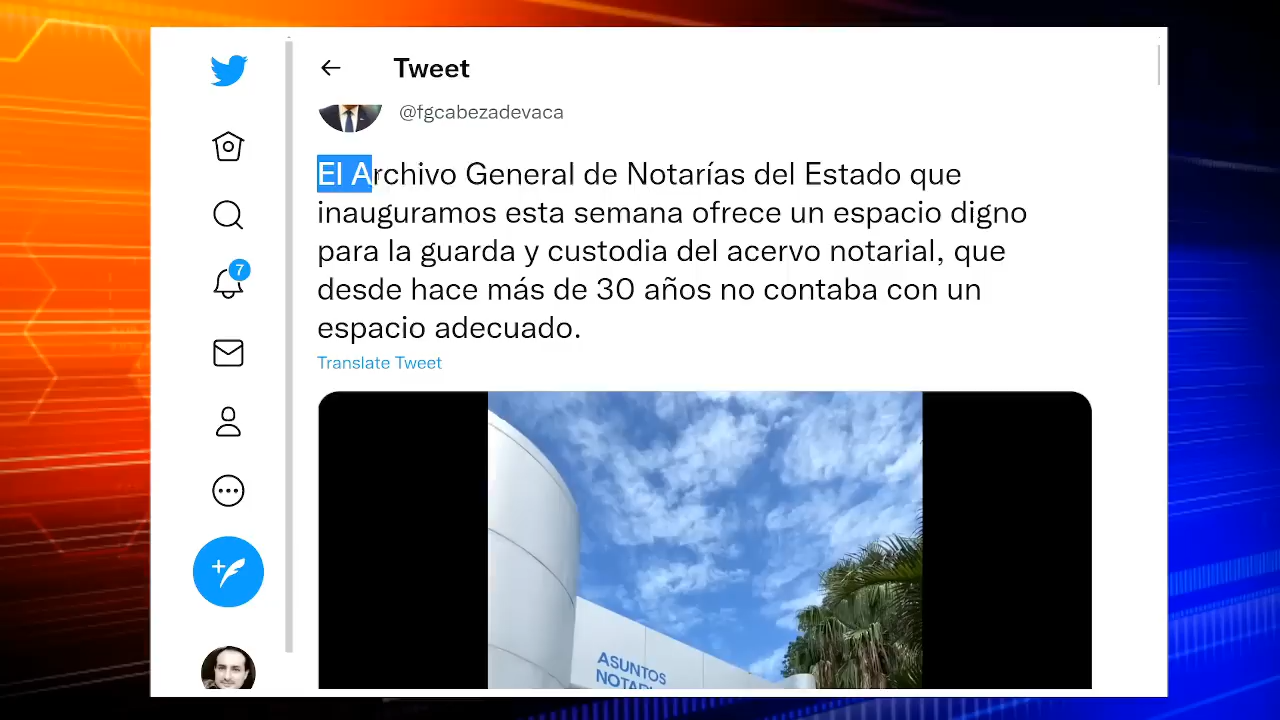 Tweet
@fgcabezadevaca
7
El Archivo General de Notarías del Estado que
inauguramos esta semana ofrece un espacio digno
para la guarda y custodia del acervo notarial, que
desde hace más de 30 años no contaba con un
espacio adecuado.
Translate Tweet
ASUNTOS